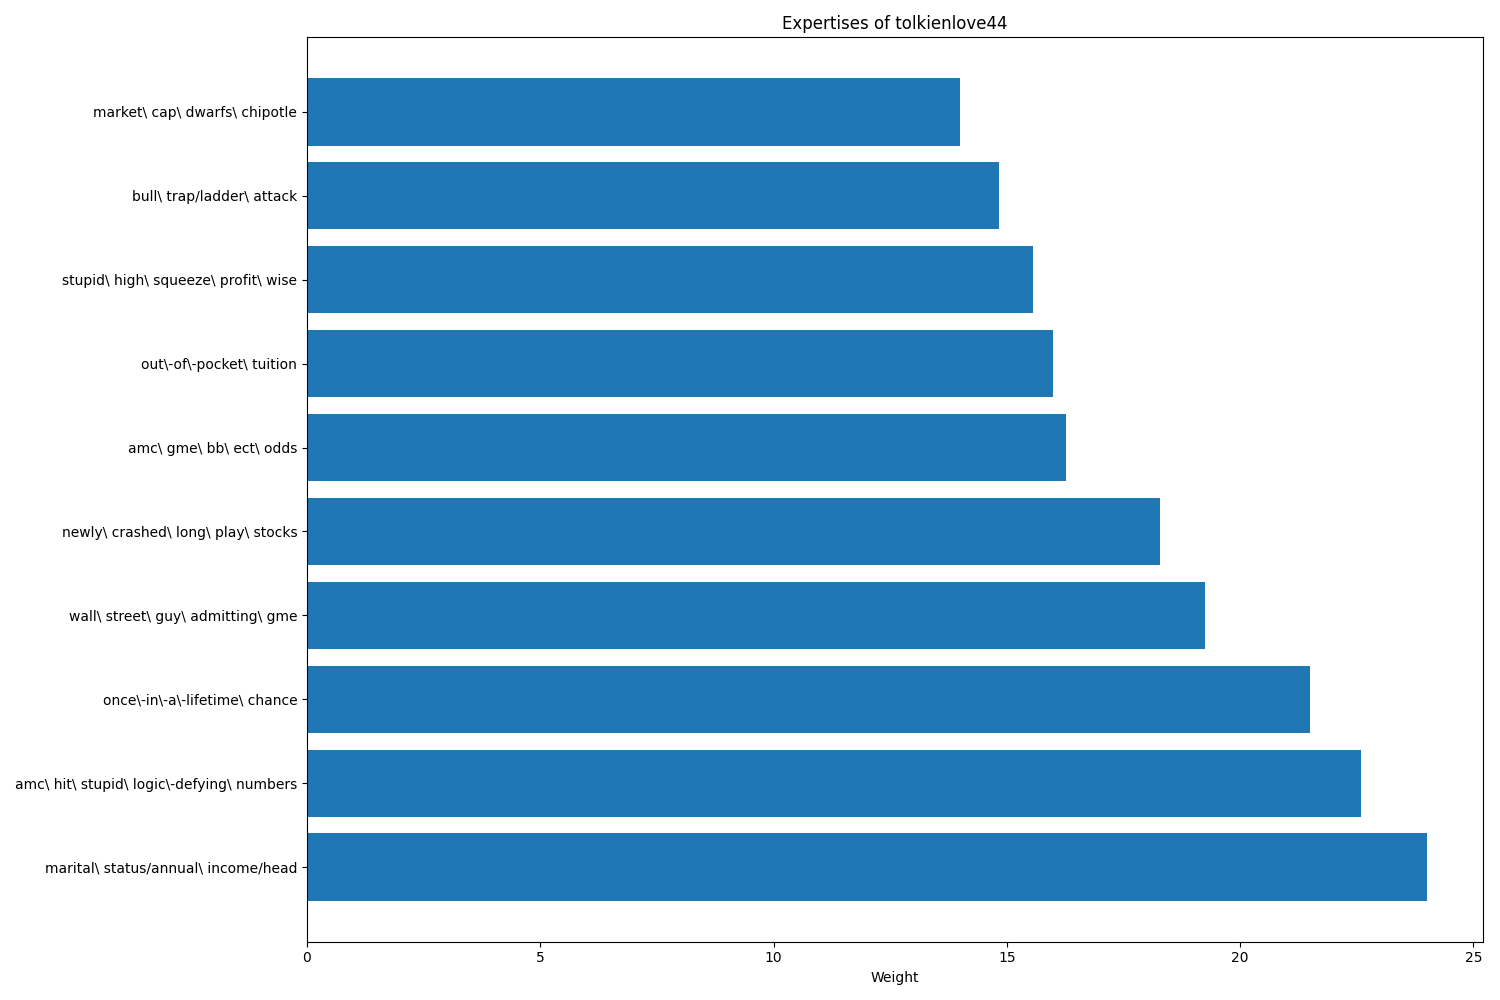 Expertises of tolkienlove44
market\ cap\ dwarfs\ chipotle
bull\ trap/ladder\ attack
stupid\ high\ squeeze\ profit\ wise
out\-of\-pocket\ tuition
amc\ gme\ bb\ ect\ odds
newly\ crashed\ long\ play\ stocks
wall\ street\ guy\ admitting\ gme
once\-in\-a\-lifetime\ chance
amc\ hit\ stupid\ logic\-defying\ numbers
marital\ status/annual\ income/head
0 5 10 15 20 25
Weight